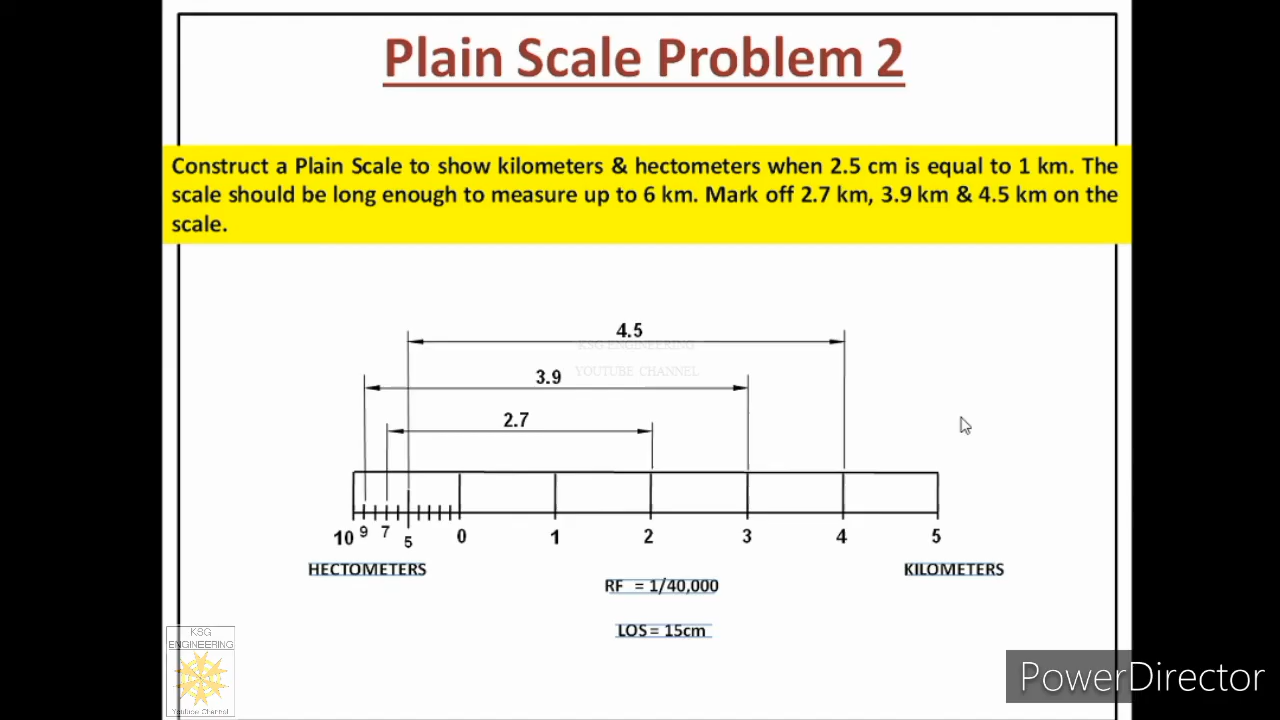 Plain Scale Problem 2
Construct a Plain Scale to show kilometers & hectometers when 2.5 cm is equal to 1 km. The
scale should be long enough to measure up to 6 km. Mark off 2.7 km, 3.9 km & 4.5 km on the
scale.
4.5
KSG ENGINEERING
YOUTUBE CHANNEL
3.9
2.7
10 9 7 5 0 1 2 3 4 5
HECTOMETERS KILOMETERS
RF = 1/40,000
LOS = 15cm
KSG
ENGINEERING
Youtube Channel
PowerDirector